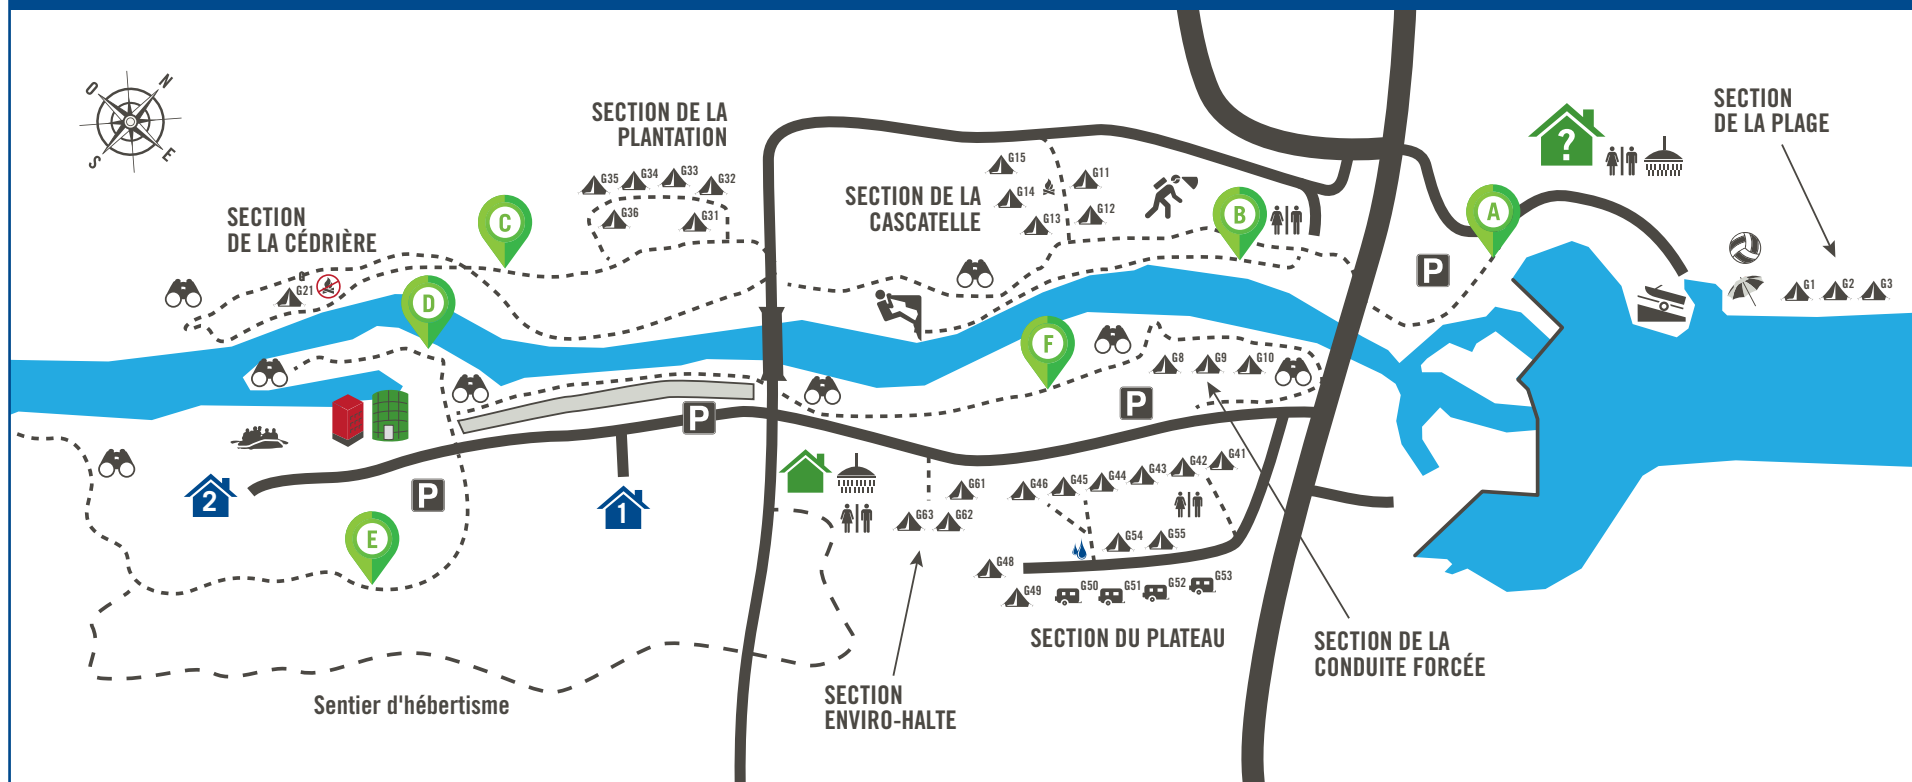 N
O
S
E
SECTION DE LA
PLANTATION
G35
G34
G33
G32
G36
G31
SECTION
DE LA CÉDRIÈRE
C
G21
D
SECTION DE LA
CASCATELLE
G15
G14
G13
G11
G12
B
A
?
SECTION
DE LA PLAGE
P
G1
G2
G3
F
G8
G9
G10
P
P
2
P
1
E
G61
G63
G62
G46
G45
G44
G43
G42
G41
G54
G55
G48
G49
G50
G51
G52
G53
SECTION DU PLATEAU
SECTION DE LA
CONDUITE FORCÉE
SECTION
ENVIRO-HALTE
Sentier d'hébertisme